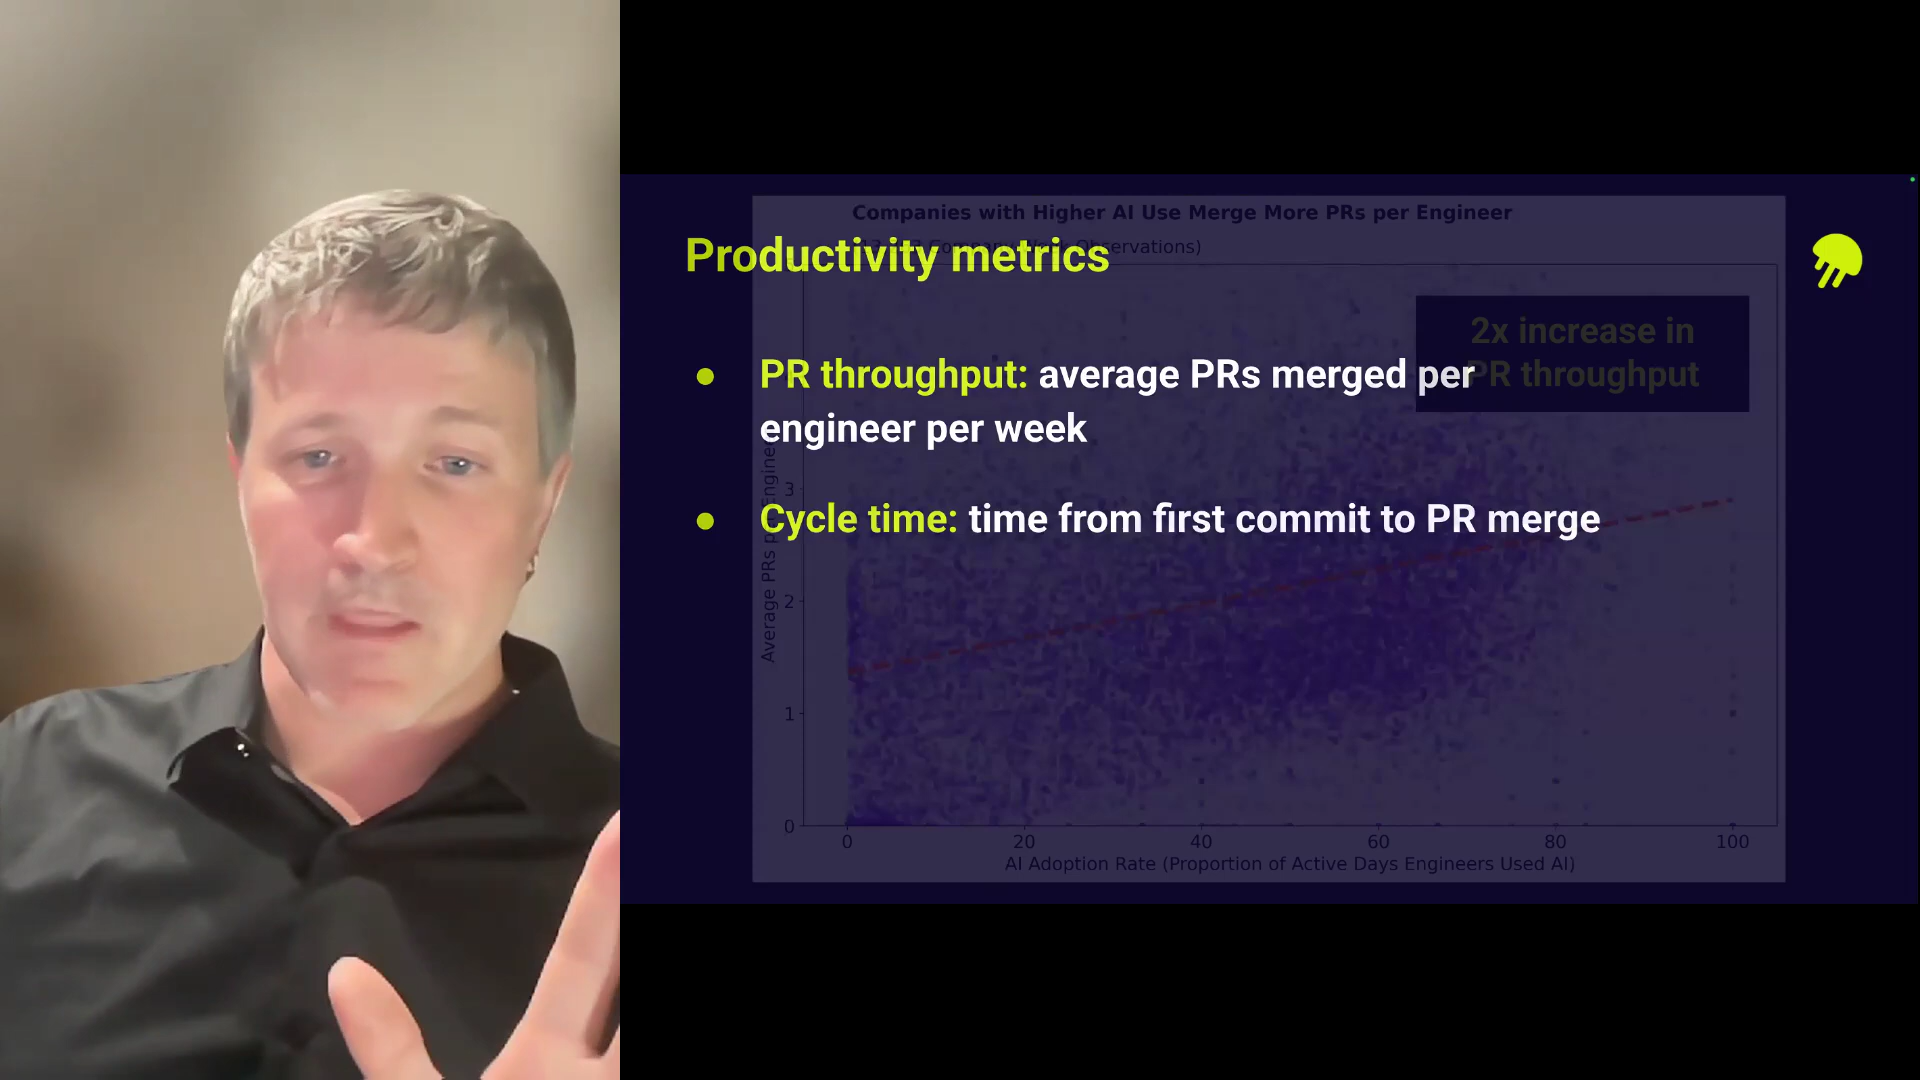 Companies with Higher AI Use Merge More PRs per Engineer
Observations)
Productivity metrics
2x increase in
PR throughput
● PR throughput: average PRs merged per
engineer per week
● Cycle time: time from first commit to PR merge
Average PRs per Engineer
3
2
1
0
0 20 40 60 80 100
AI Adoption Rate (Proportion of Active Days Engineers Used AI)